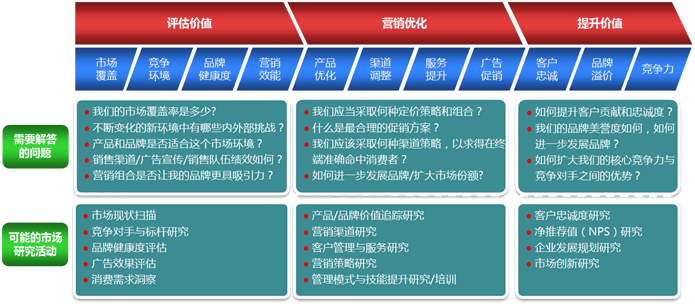 评估价值
营销优化
提升价值
市场
覆盖
竞争
环境
品牌
健康度
营销
效能
产品
优化
渠道
调整
服务
提升
广告
促销
客户
忠诚
品牌
溢价
竞争力
需要解答
的问题
● 我们的市场覆盖率是多少?
● 不断变化的新环境中有哪些内外部挑战？
● 产品和品牌是否适合这个市场环境？
● 销售渠道/广告宣传/销售队伍绩效如何？
● 营销组合是否让我的品牌更具吸引力？
● 我们应当采取何种定价策略和组合？
● 什么是最合理的促销方案？
● 我们应该采取何种渠道策略，以求得在终
端准确命中消费者？
● 如何进一步发展品牌/扩大市场份额?
● 如何提升客户贡献和忠诚度？
● 我们的品牌美誉度如何，如何
进一步发展品牌？
● 如何扩大我们的核心竞争力与
竞争对手之间的优势？
可能的市场
研究活动
● 市场现状扫描
● 竞争对手与标杆研究
● 品牌健康度评估
● 广告效果评估
● 消费需求洞察
● 产品/品牌价值追踪研究
● 营销渠道研究
● 客户管理与服务研究
● 营销策略研究
● 管理模式与技能提升研究/培训
● 客户忠诚度研究
● 净推荐值（NPS）研究
● 企业发展规划研究
● 市场创新研究